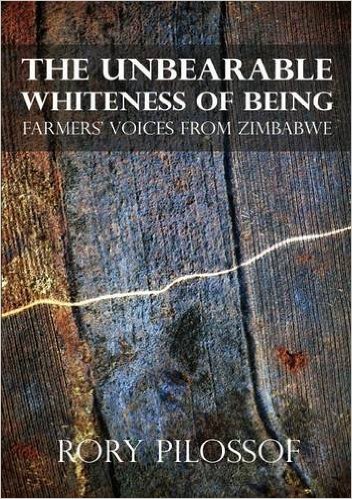 THE UNBEARABLE
WHITENESS OF BEING
FARMERS' VOICES FROM ZIMBABWE
RORY PILOSSOF